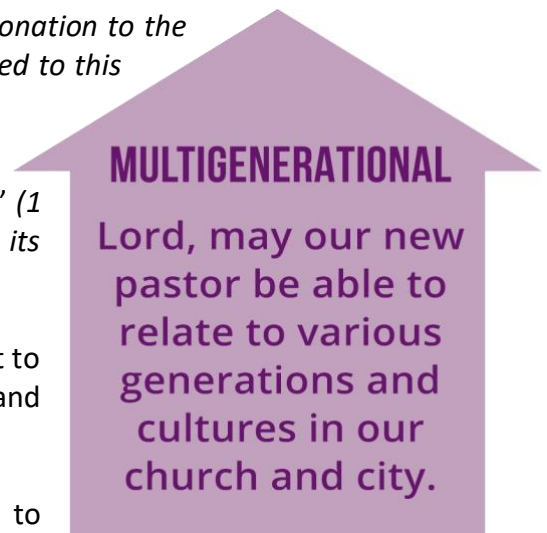 onation to the
ed to this
' (1
its
t to
and
to
MULTIGENERATIONAL
Lord, may our new
pastor be able to
relate to various
generations and
cultures in our
church and city.